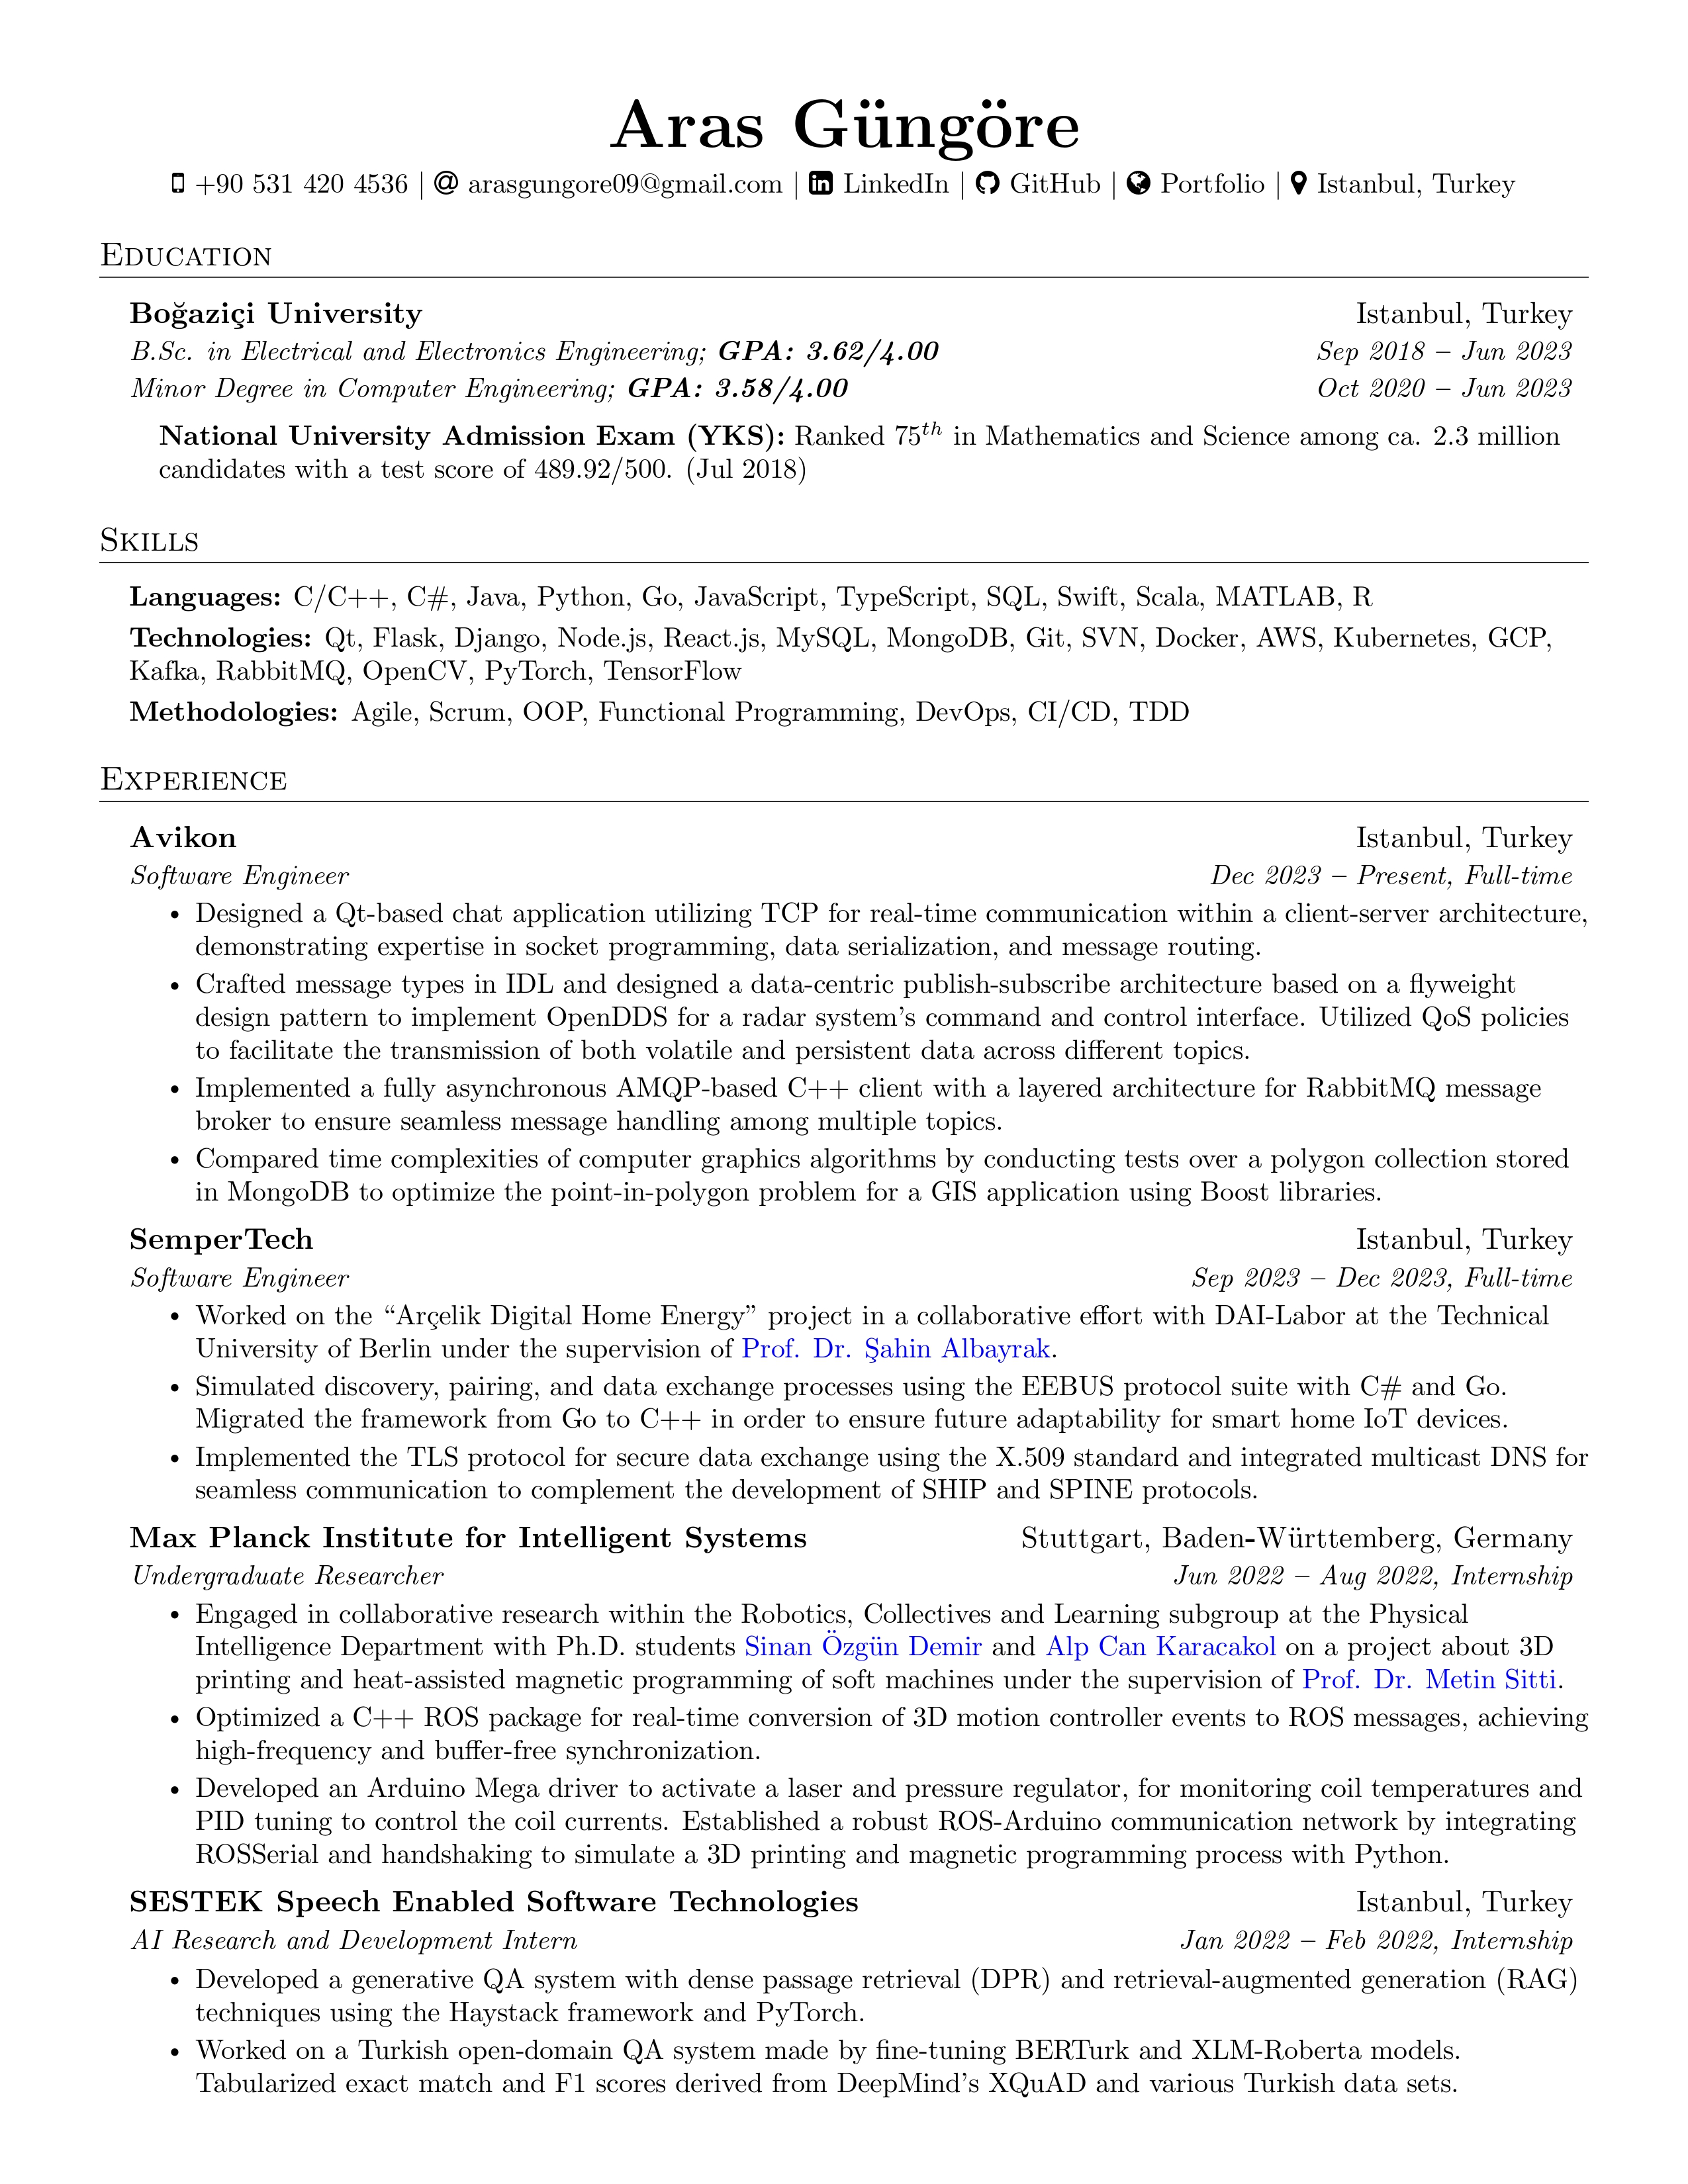 Aras Güngöre
+90 531 420 4536 | arasgungore09@gmail.com | LinkedIn | GitHub | Portfolio | Istanbul, Turkey
Education
Boğaziçi University Istanbul, Turkey
B.Sc. in Electrical and Electronics Engineering; GPA: 3.62/4.00 Sep 2018 – Jun 2023
Minor Degree in Computer Engineering; GPA: 3.58/4.00 Oct 2020 – Jun 2023
National University Admission Exam (YKS): Ranked 75th in Mathematics and Science among ca. 2.3 million
candidates with a test score of 489.92/500. (Jul 2018)
Skills
Languages: C/C++, C#, Java, Python, Go, JavaScript, TypeScript, SQL, Swift, Scala, MATLAB, R
Technologies: Qt, Flask, Django, Node.js, React.js, MySQL, MongoDB, Git, SVN, Docker, AWS, Kubernetes, GCP,
Kafka, RabbitMQ, OpenCV, PyTorch, TensorFlow
Methodologies: Agile, Scrum, OOP, Functional Programming, DevOps, CI/CD, TDD
Experience
Avikon Istanbul, Turkey
Software Engineer Dec 2023 – Present, Full-time
• Designed a Qt-based chat application utilizing TCP for real-time communication within a client-server architecture,
demonstrating expertise in socket programming, data serialization, and message routing.
• Crafted message types in IDL and designed a data-centric publish-subscribe architecture based on a flyweight
design pattern to implement OpenDDS for a radar system's command and control interface. Utilized QoS policies
to facilitate the transmission of both volatile and persistent data across different topics.
• Implemented a fully asynchronous AMQP-based C++ client with a layered architecture for RabbitMQ message
broker to ensure seamless message handling among multiple topics.
• Compared time complexities of computer graphics algorithms by conducting tests over a polygon collection stored
in MongoDB to optimize the point-in-polygon problem for a GIS application using Boost libraries.
SemperTech Istanbul, Turkey
Software Engineer Sep 2023 – Dec 2023, Full-time
• Worked on the “Arçelik Digital Home Energy” project in a collaborative effort with DAI-Labor at the Technical
University of Berlin under the supervision of Prof. Dr. Şahin Albayrak.
• Simulated discovery, pairing, and data exchange processes using the EEBUS protocol suite with C# and Go.
Migrated the framework from Go to C++ in order to ensure future adaptability for smart home IoT devices.
• Implemented the TLS protocol for secure data exchange using the X.509 standard and integrated multicast DNS for
seamless communication to complement the development of SHIP and SPINE protocols.
Max Planck Institute for Intelligent Systems Stuttgart, Baden-Württemberg, Germany
Undergraduate Researcher Jun 2022 – Aug 2022, Internship
• Engaged in collaborative research within the Robotics, Collectives and Learning subgroup at the Physical
Intelligence Department with Ph.D. students Sinan Özgün Demir and Alp Can Karacakol on a project about 3D
printing and heat-assisted magnetic programming of soft machines under the supervision of Prof. Dr. Metin Sitti.
• Optimized a C++ ROS package for real-time conversion of 3D motion controller events to ROS messages, achieving
high-frequency and buffer-free synchronization.
• Developed an Arduino Mega driver to activate a laser and pressure regulator, for monitoring coil temperatures and
PID tuning to control the coil currents. Established a robust ROS-Arduino communication network by integrating
ROSSerial and handshaking to simulate a 3D printing and magnetic programming process with Python.
SESTEK Speech Enabled Software Technologies Istanbul, Turkey
AI Research and Development Intern Jan 2022 – Feb 2022, Internship
• Developed a generative QA system with dense passage retrieval (DPR) and retrieval-augmented generation (RAG)
techniques using the Haystack framework and PyTorch.
• Worked on a Turkish open-domain QA system made by fine-tuning BERTurk and XLM-Roberta models.
Tabularized exact match and F1 scores derived from DeepMind's XQuAD and various Turkish data sets.